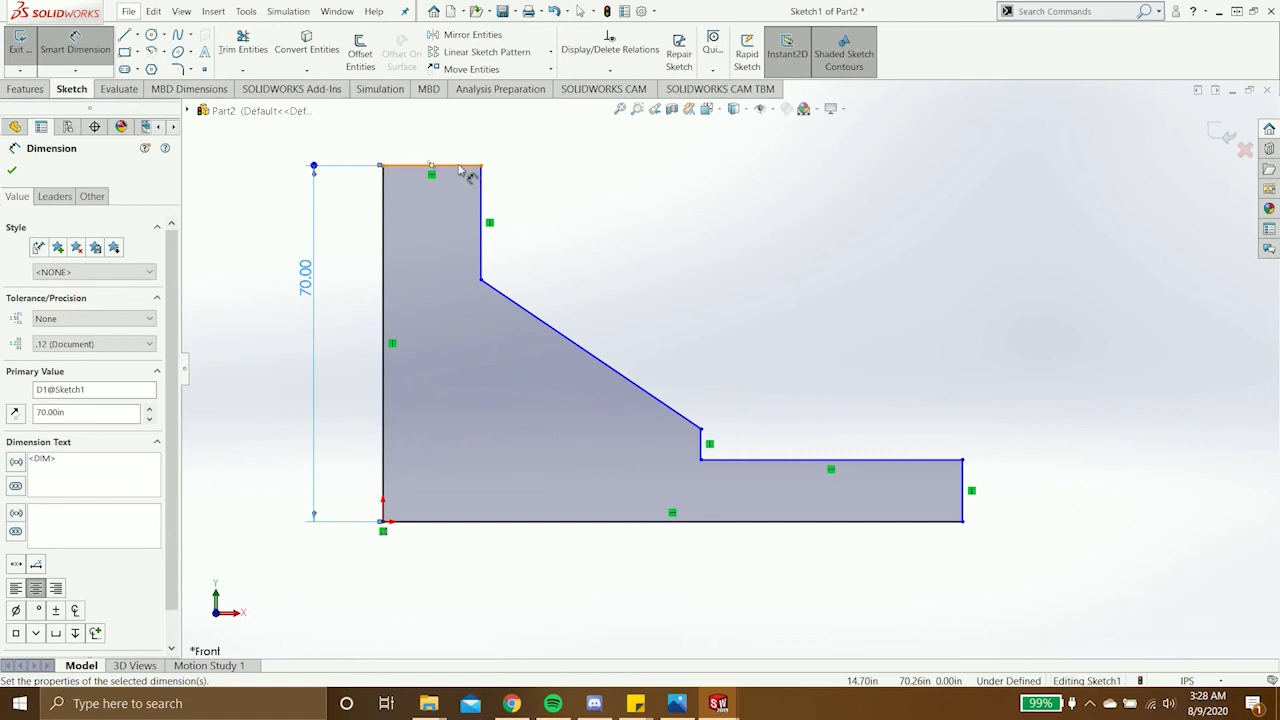 SOLIDWORKS File Edit View Insert Tools Simulation Window Help Sketch1 of Part2 * Search Commands ?
Exit ... Smart Dimension Trim Entities Convert Entities Offset Entities Offset On Surface Mirror Entities Linear Sketch Pattern Move Entities Display/Delete Relations Repair Sketch Qui... Rapid Sketch Instant2D Shaded Sketch Contours
Features Sketch Evaluate MBD Dimensions SOLIDWORKS Add-Ins Simulation MBD Analysis Preparation SOLIDWORKS CAM SOLIDWORKS CAM TBM
Part2 (Default<<Def...
Dimension
Value Leaders Other
Style
<NONE>
Tolerance/Precision
None
.12 (Document)
Primary Value
D1@Sketch1
70.00in
Dimension Text
<DIM>
70.00
Y
X
*Front
Model 3D Views Motion Study 1
Set the properties of the selected dimension(s). 14.70in 70.26in 0.00in Under Defined Editing Sketch1 IPS
Type here to search 99% 3:28 AM
8/9/2020